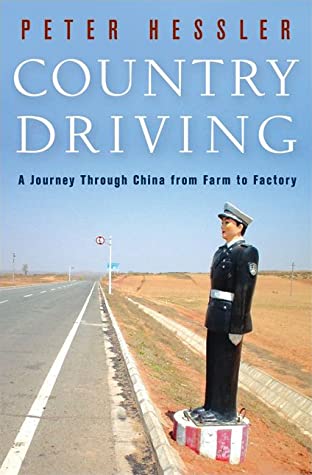 PETER HESSLER
COUNTRY
DRIVING
A Journey Through China from Farm to Factory